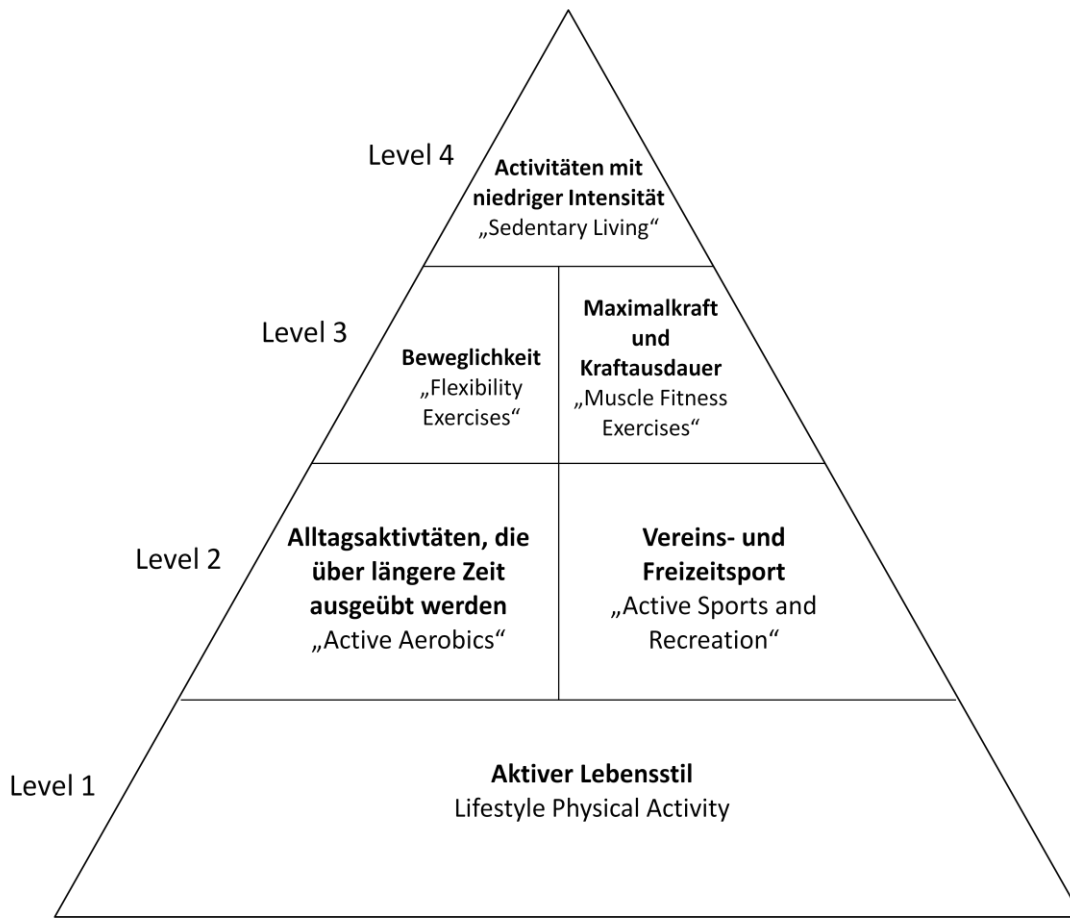 Level 4
Activitäten mit
niedriger Intensität
„Sedentary Living“
Level 3
Beweglichkeit
„Flexibility
Exercises“
Maximalkraft
und
Kraftausdauer
„Muscle Fitness
Exercises“
Level 2
Alltagsaktivtäten, die
über längere Zeit
ausgeübt werden
„Active Aerobics“
Vereins- und
Freizeitsport
„Active Sports and
Recreation“
Level 1
Aktiver Lebensstil
Lifestyle Physical Activity